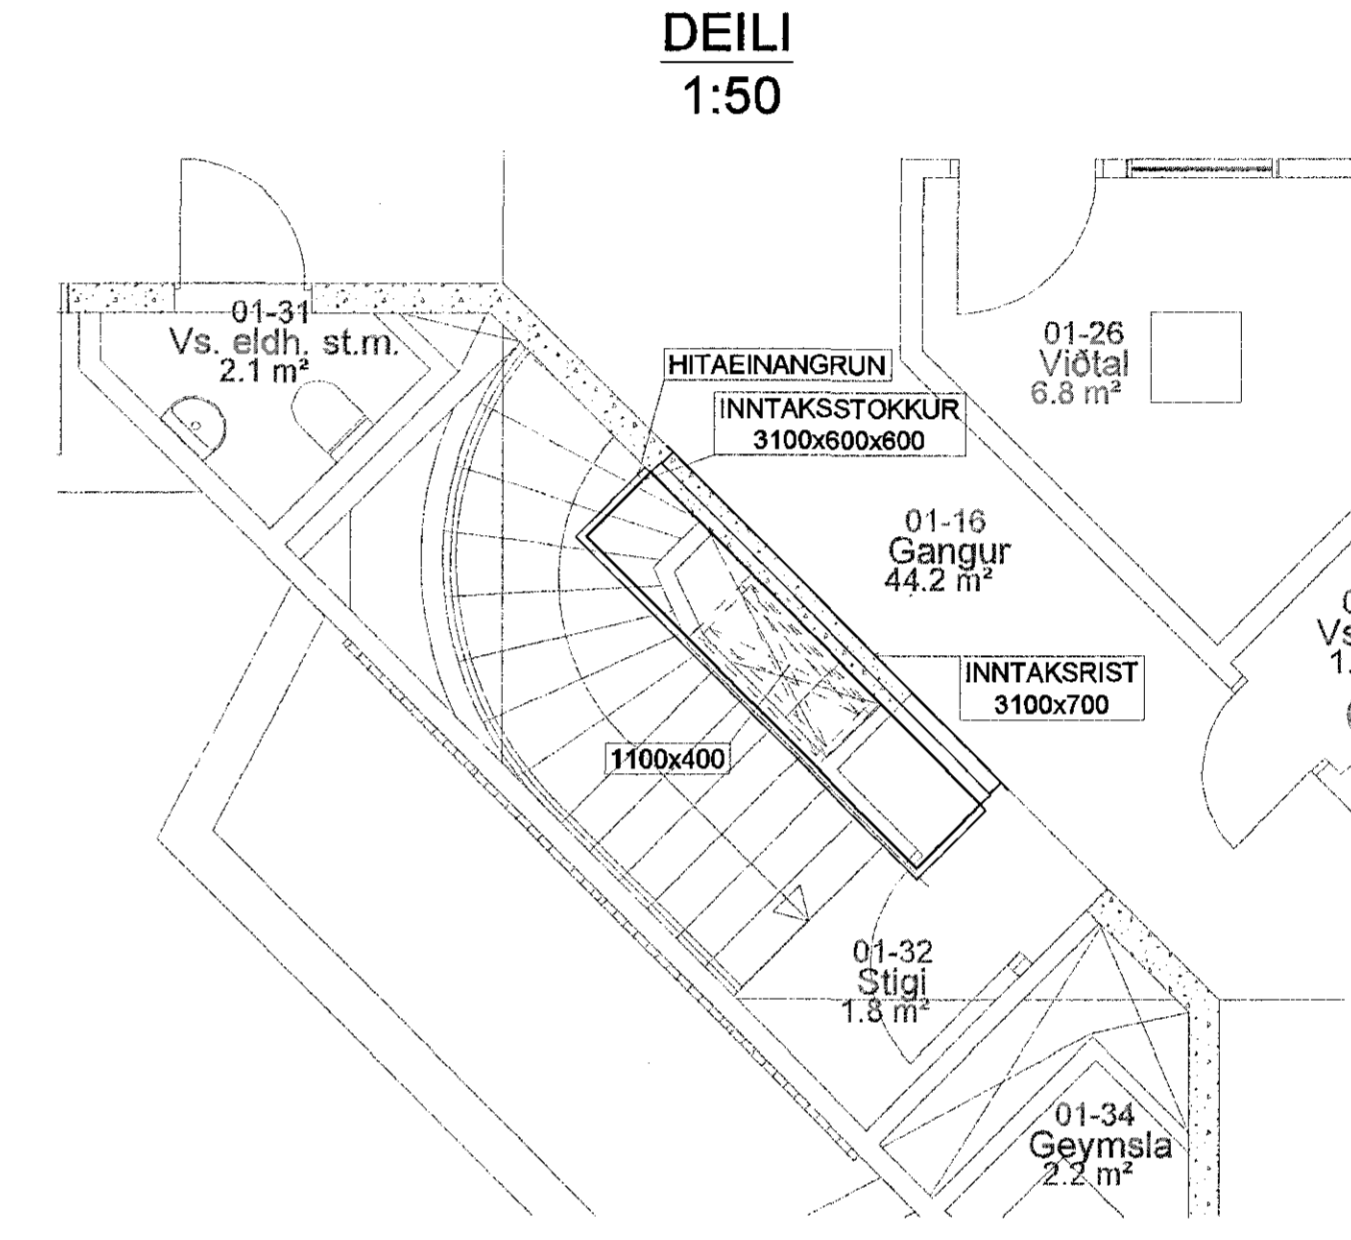 DEILI
1:50
01-31
Vs. eldh. st.m.
2.1 m²
HITAEINANGRUN
INNTAKSSTOKKUR
3100x600x600
01-26
Viðtal
6.8 m²
01-16
Gangur
44.2 m²
INNTAKSRIST
3100x700
1100x400
01-32
Stigi
1.8 m²
01-34
Geymsla
2.2 m²